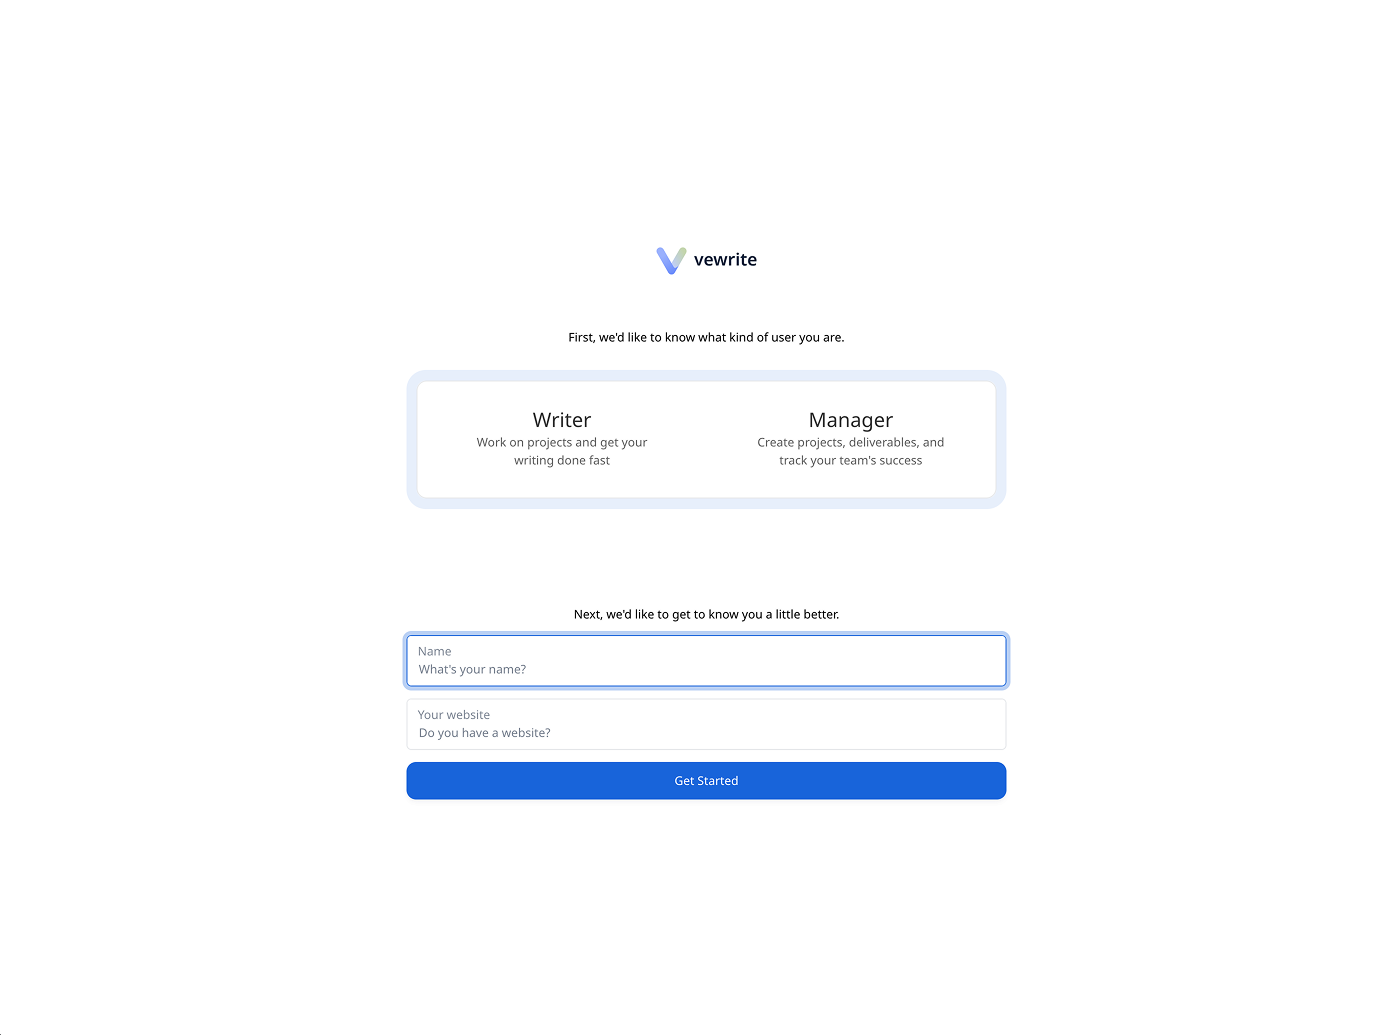 vewrite
First, we'd like to know what kind of user you are.
Writer
Work on projects and get your
writing done fast
Manager
Create projects, deliverables, and
track your team's success
Next, we'd like to get to know you a little better.
Name
What's your name?
Your website
Do you have a website?
Get Started